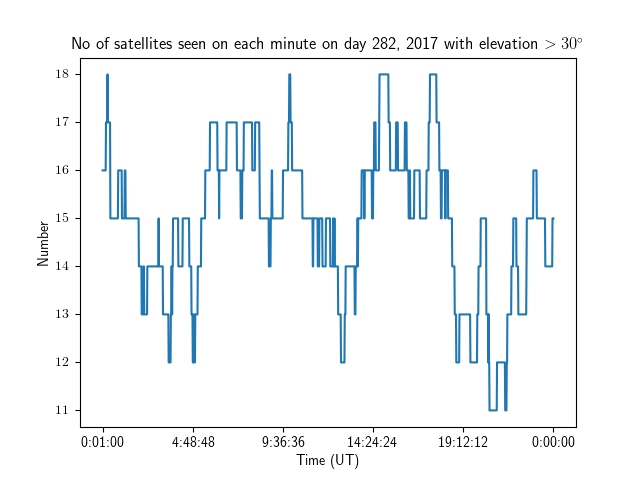 No of satellites seen on each minute on day 282, 2017 with elevation > 30°
18
17
16
15
14
13
12
11
Number
0:01:00 4:48:48 9:36:36 14:24:24 19:12:12 0:00:00
Time (UT)